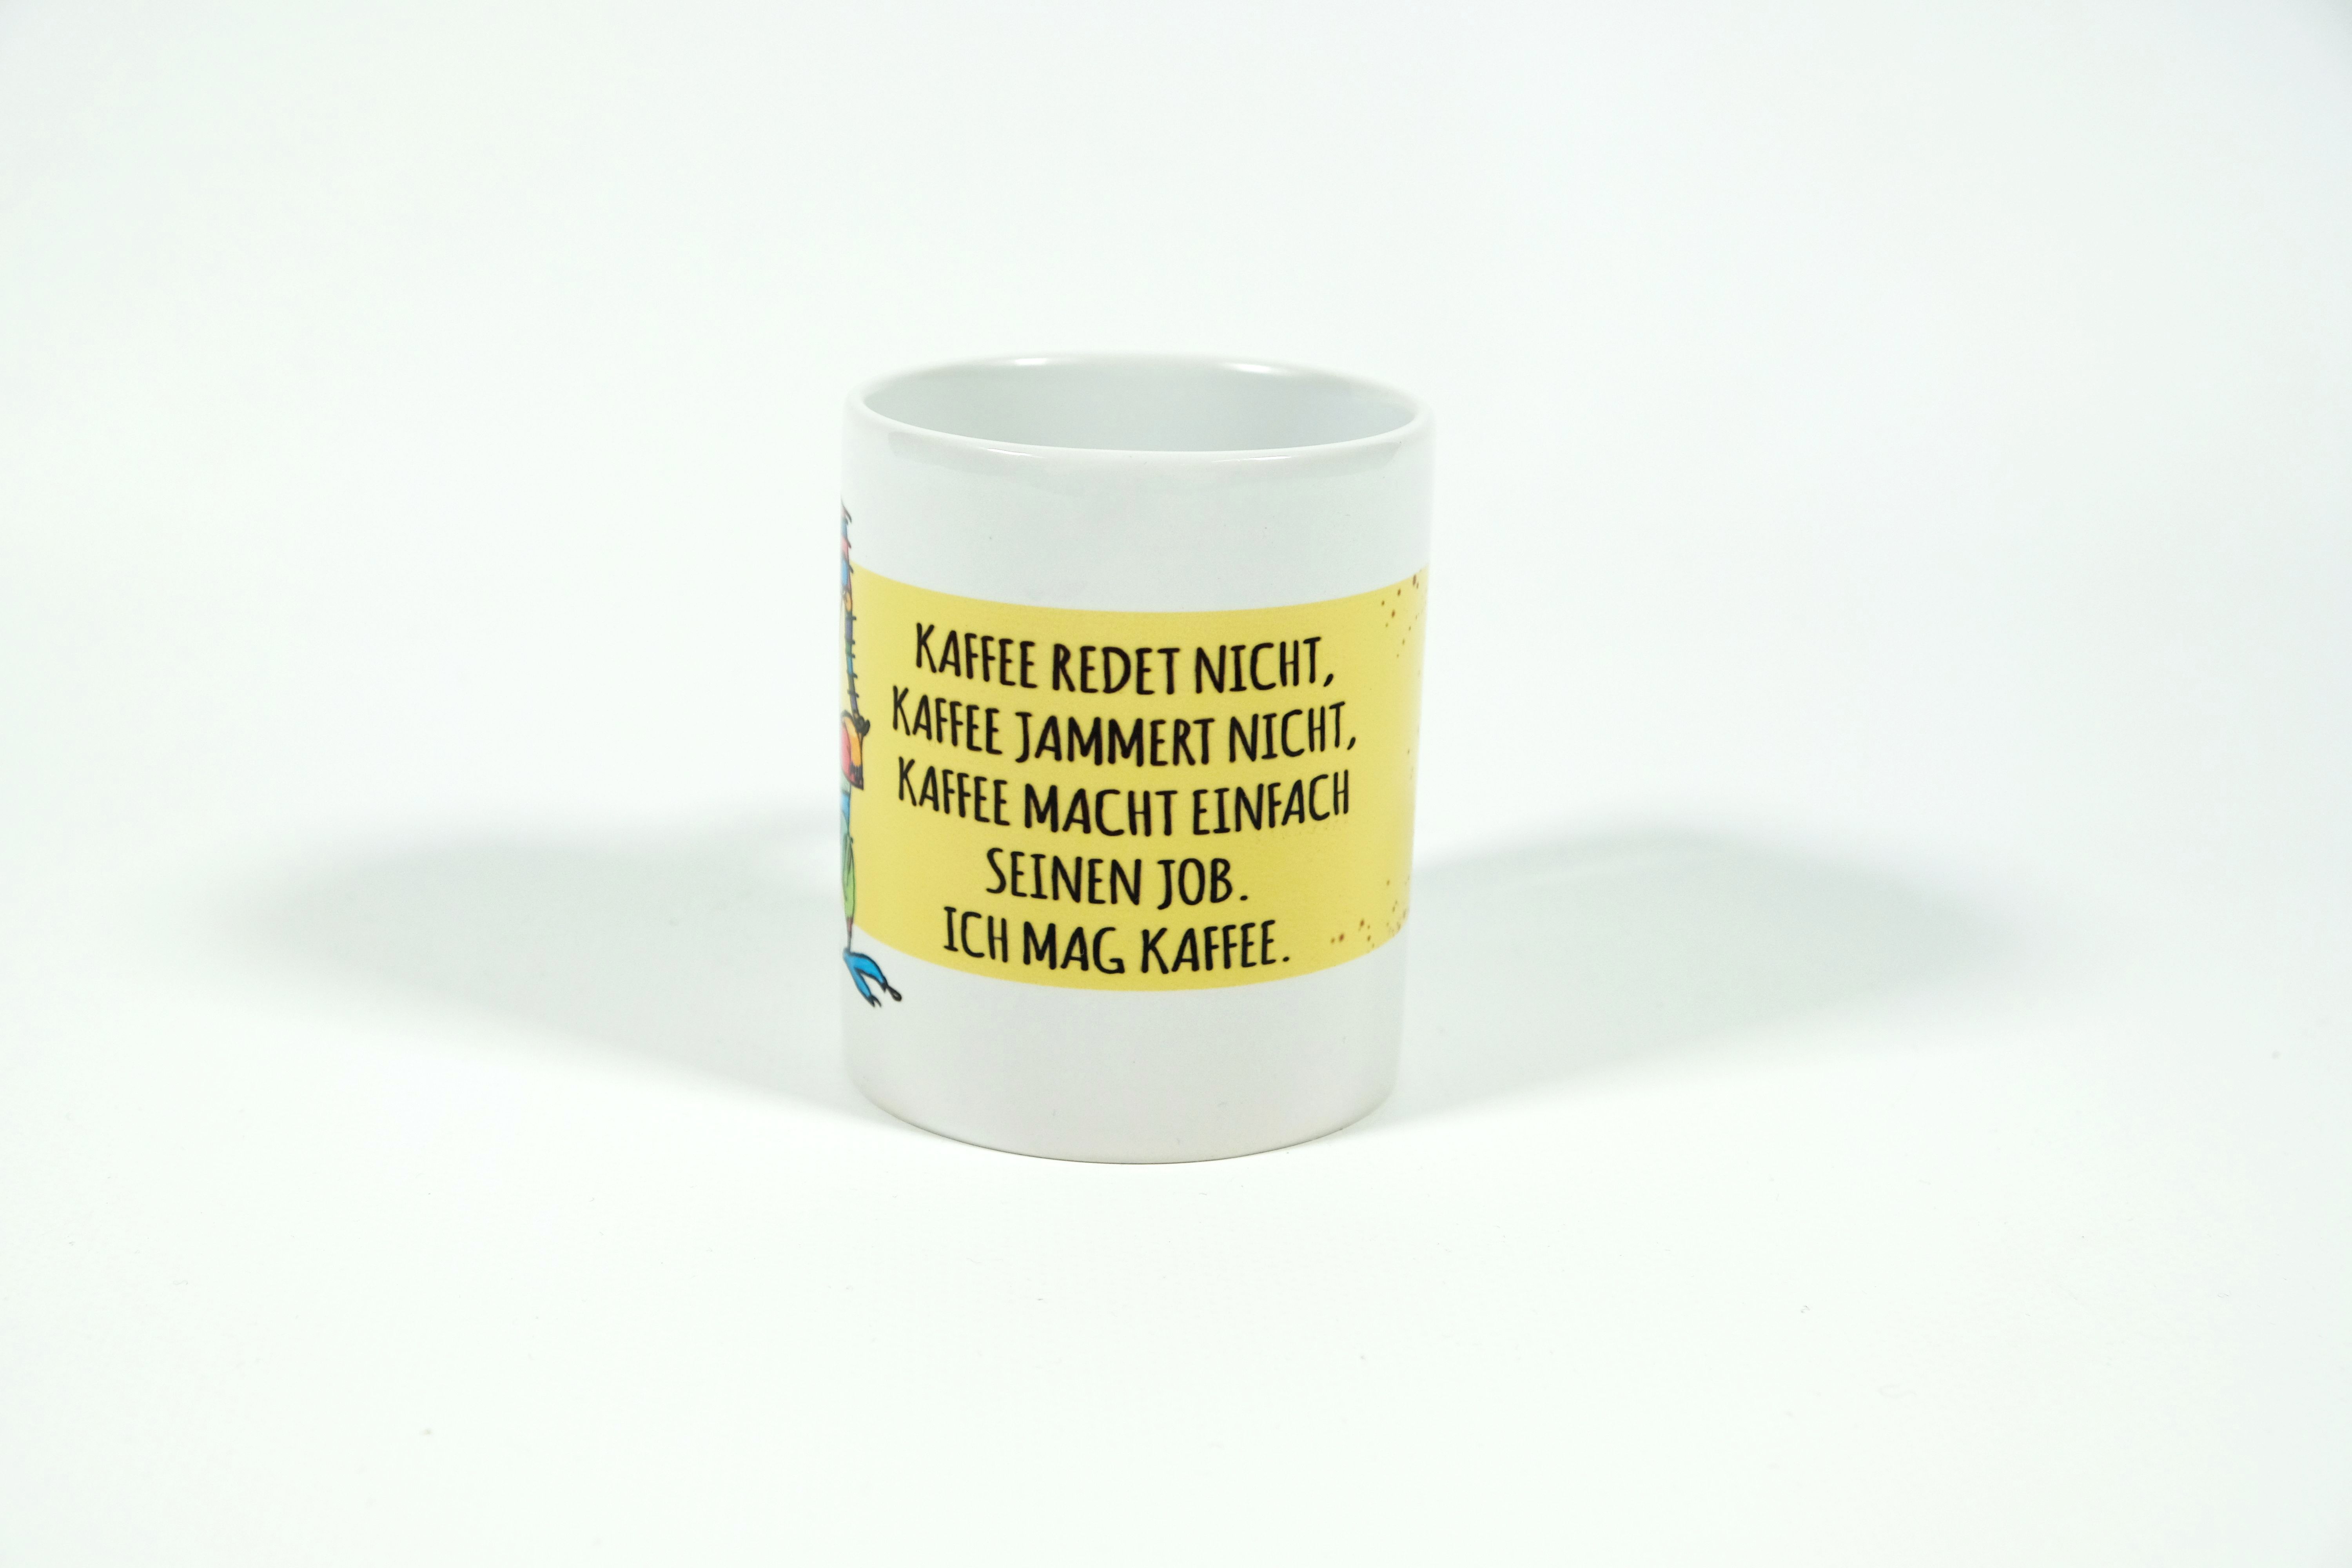 KAFFEE REDET NICHT,
KAFFEE JAMMERT NICHT,
KAFFEE MACHT EINFACH
SEINEN JOB.
ICH MAG KAFFEE.